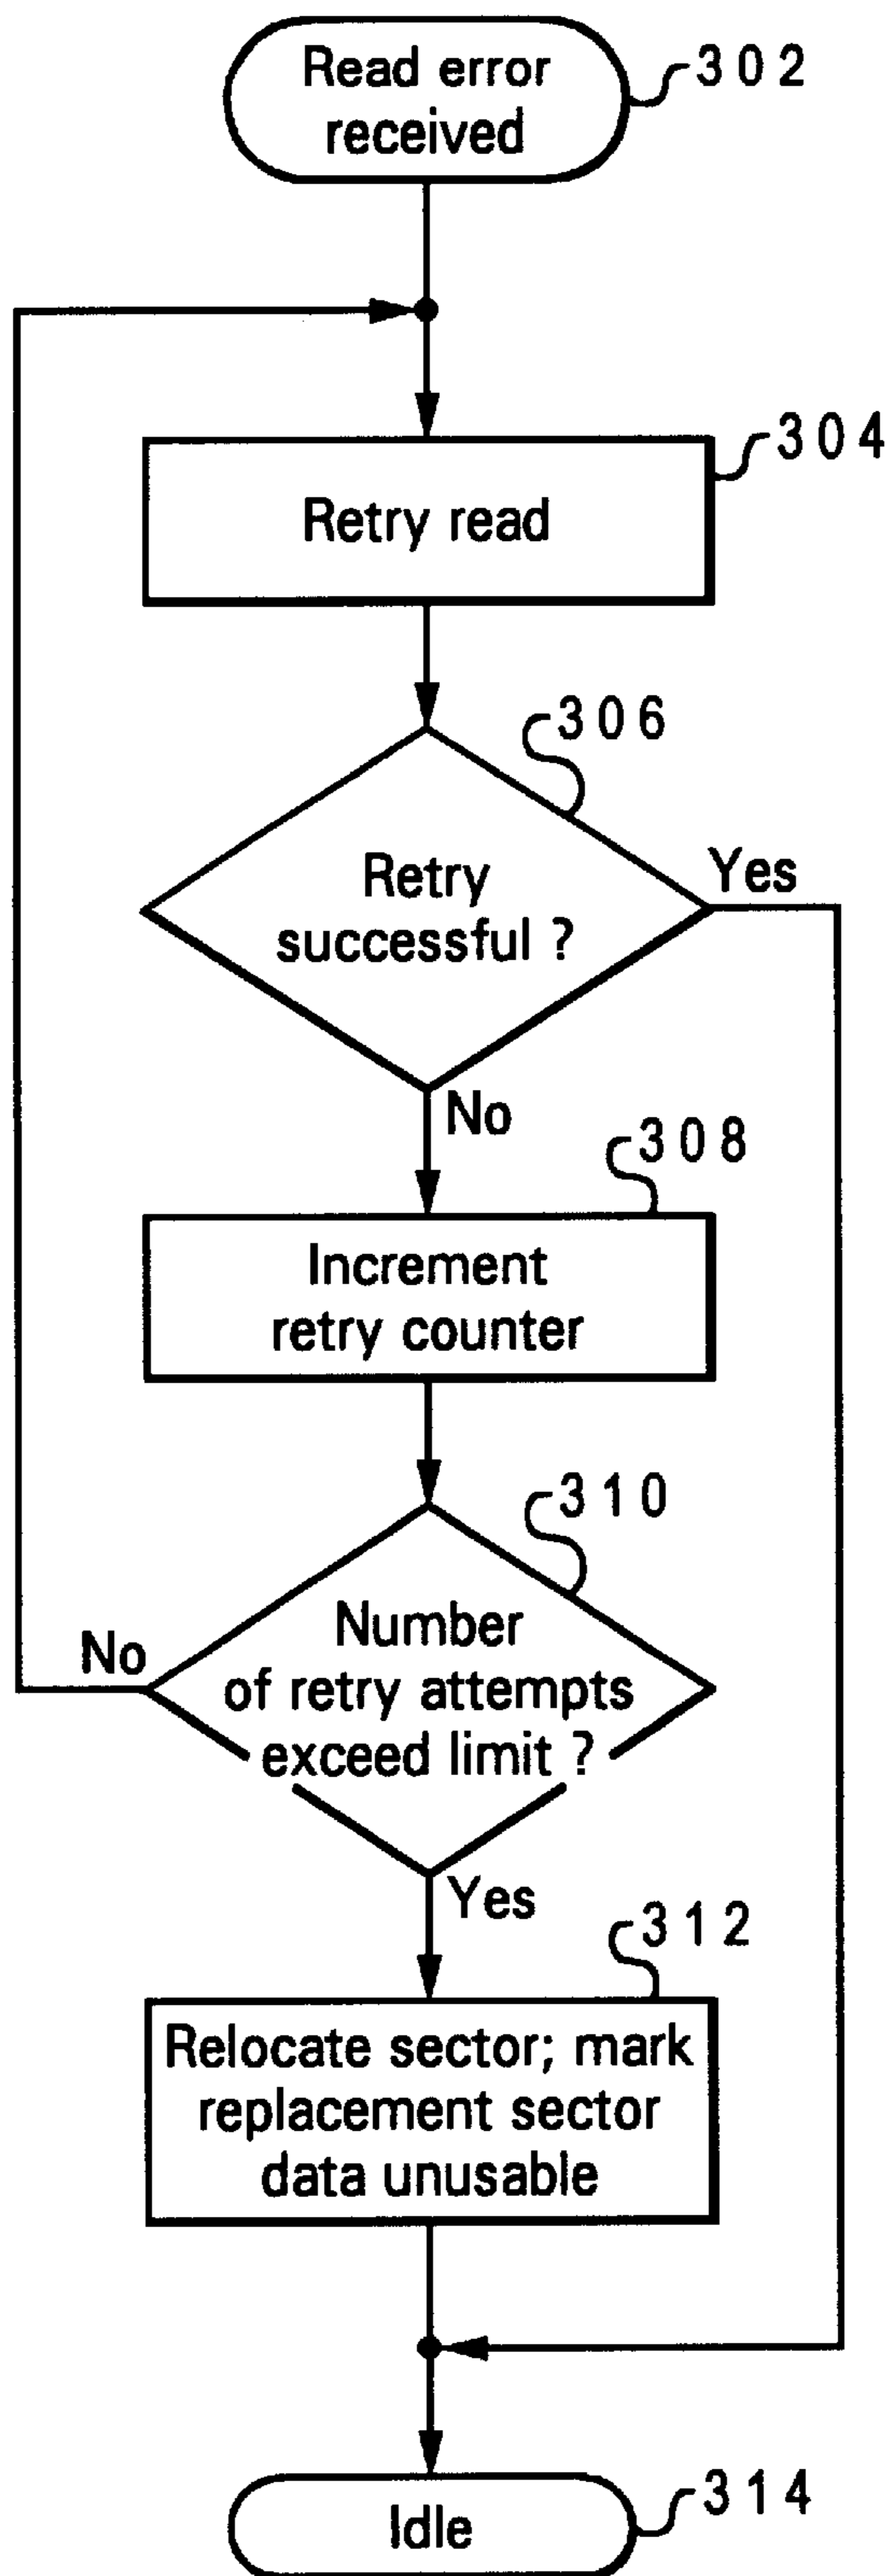 Read error
received
302
304
Retry read
306
Retry
successful ?
Yes
No
308
Increment
retry counter
310
Number
of retry attempts
exceed limit ?
No
Yes
312
Relocate sector; mark
replacement sector
data unusable
Idle
314